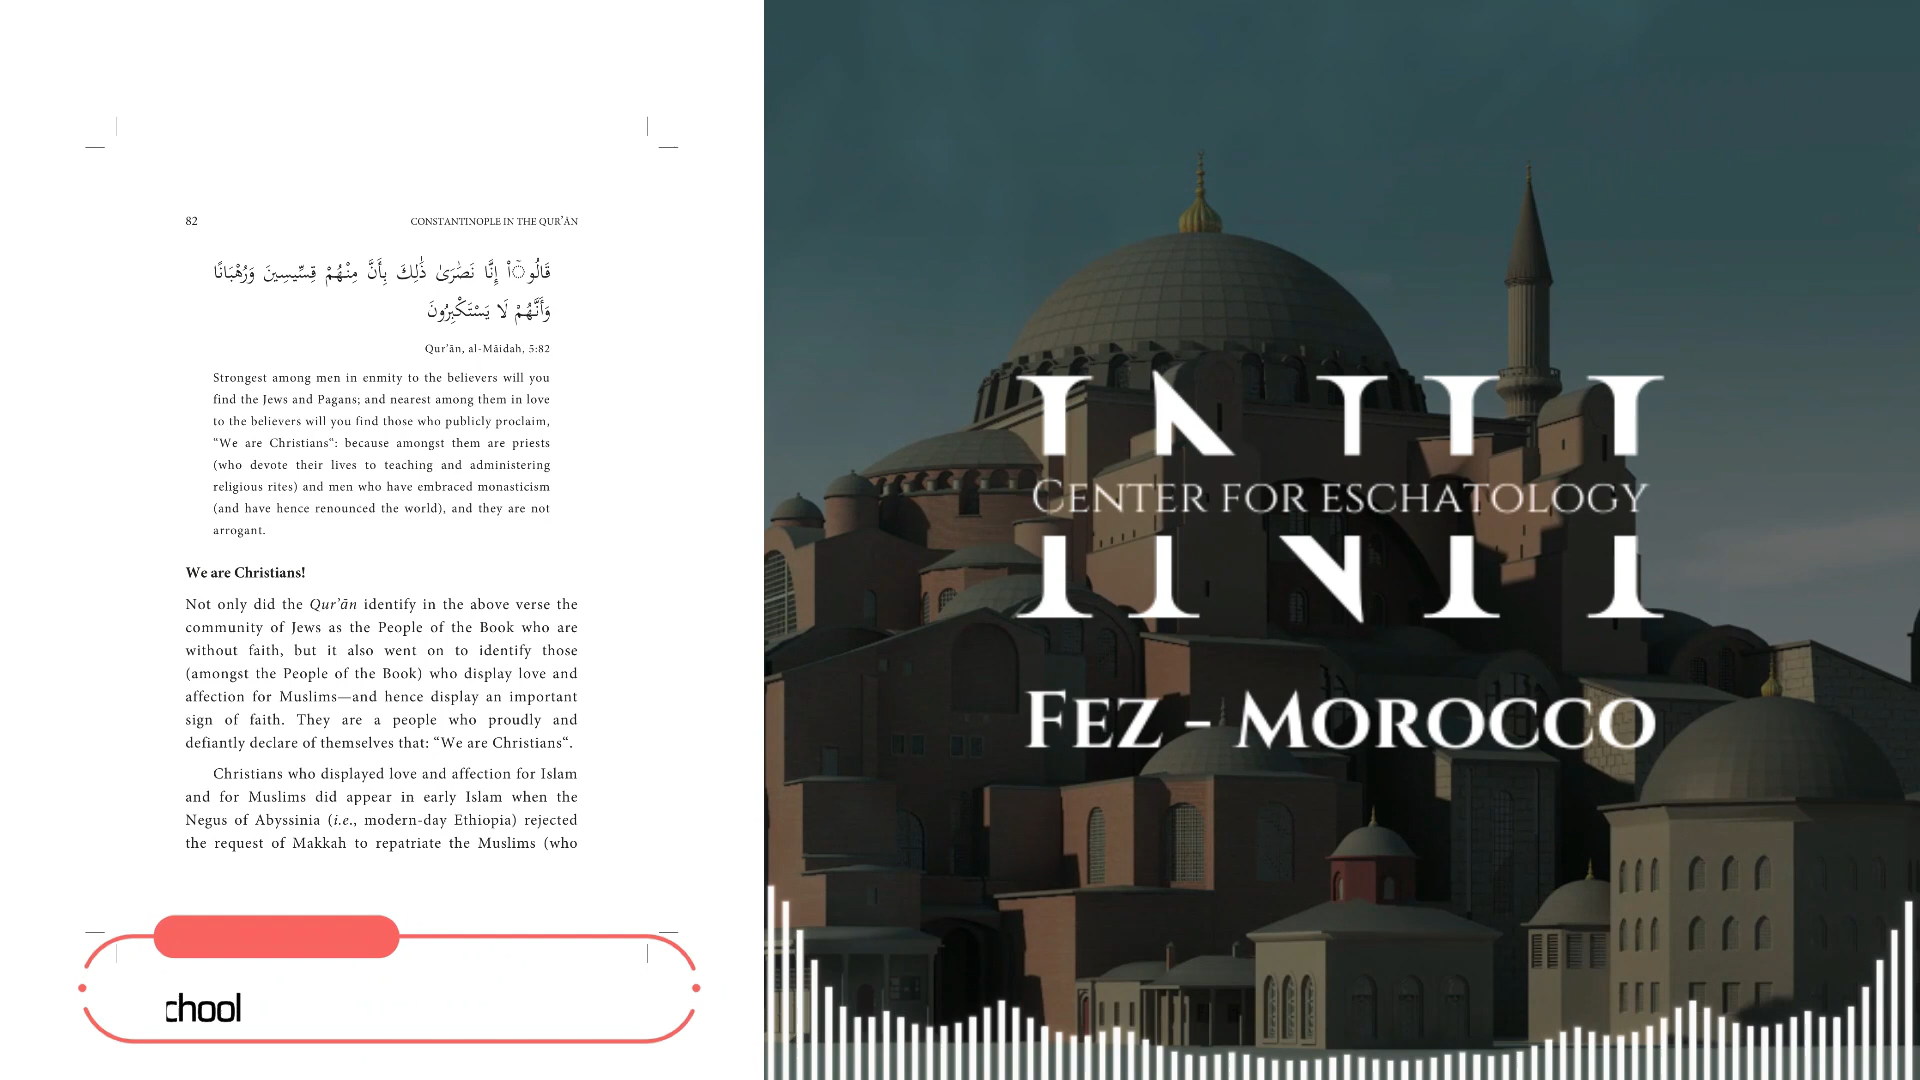 82
CONSTANTINOPLE IN THE QUR’ĀN
قَالُوٓاْ إِنَّا نَصَٰرَىٰ ذَٰلِكَ بِأَنَّ مِنْهُمْ قِسِّيسِينَ وَرُهْبَانًا
وَأَنَّهُمْ لَا يَسْتَكْبِرُونَ
Qur’ān, al-Māidah, 5:82
Strongest among men in enmity to the believers will you
find the Jews and Pagans; and nearest among them in love
to the believers will you find those who publicly proclaim,
“We are Christians“: because amongst them are priests
(who devote their lives to teaching and administering
religious rites) and men who have embraced monasticism
(and have hence renounced the world), and they are not
arrogant.
We are Christians!
Not only did the Qur’ān identify in the above verse the
community of Jews as the People of the Book who are
without faith, but it also went on to identify those
(amongst the People of the Book) who display love and
affection for Muslims—and hence display an important
sign of faith. They are a people who proudly and
defiantly declare of themselves that: “We are Christians“.
Christians who displayed love and affection for Islam
and for Muslims did appear in early Islam when the
Negus of Abyssinia (i.e., modern-day Ethiopia) rejected
the request of Makkah to repatriate the Muslims (who
chool
CENTER FOR ESCHATOLOGY
FEZ - MOROCCO